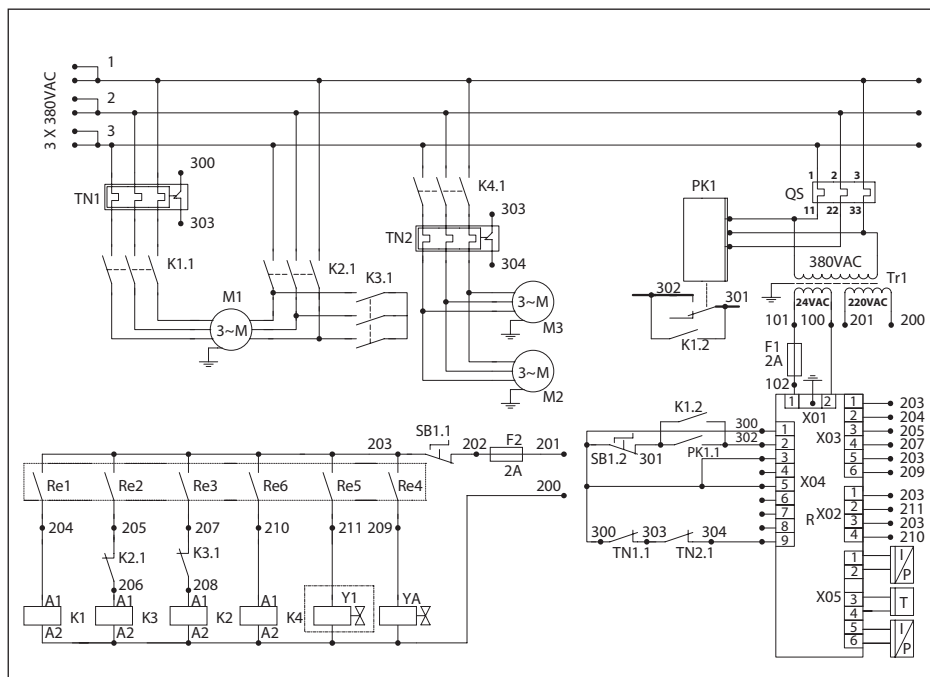 3 X 380VAC
1
2
3
300
TN1
303
K1.1
M1
3~M
K2.1
K3.1
K4.1
303
TN2
304
3~M
M3
3~M
M2
PK1
1 2 3
QS
11 22 33
380VAC
Tr1
24VAC 220VAC
302
301
K1.2
101 100 201 200
F1
2A
102
1 2
X01
203 SB1.1 202 F2 201
2A
200
Re1 Re2 Re3 Re6 Re5 Re4
204 205 207 210 211 209
K2.1 K3.1
206 208
A1 K1 A1 K3 A1 K2 A1 K4 Y1 YA
A2 A2 A2 A2
K1.2
300
302
SB1.2 301 PK1.1
300 303 304
TN1.1 TN2.1
1
2
3
4
5
6
7
8
9
X04
R
X03
1 203
2 204
3 205
4 207
5 203
6 209
X02
1 203
2 211
3 203
4 210
X05
1
2
3
4
5
6
I/P
T
I/P